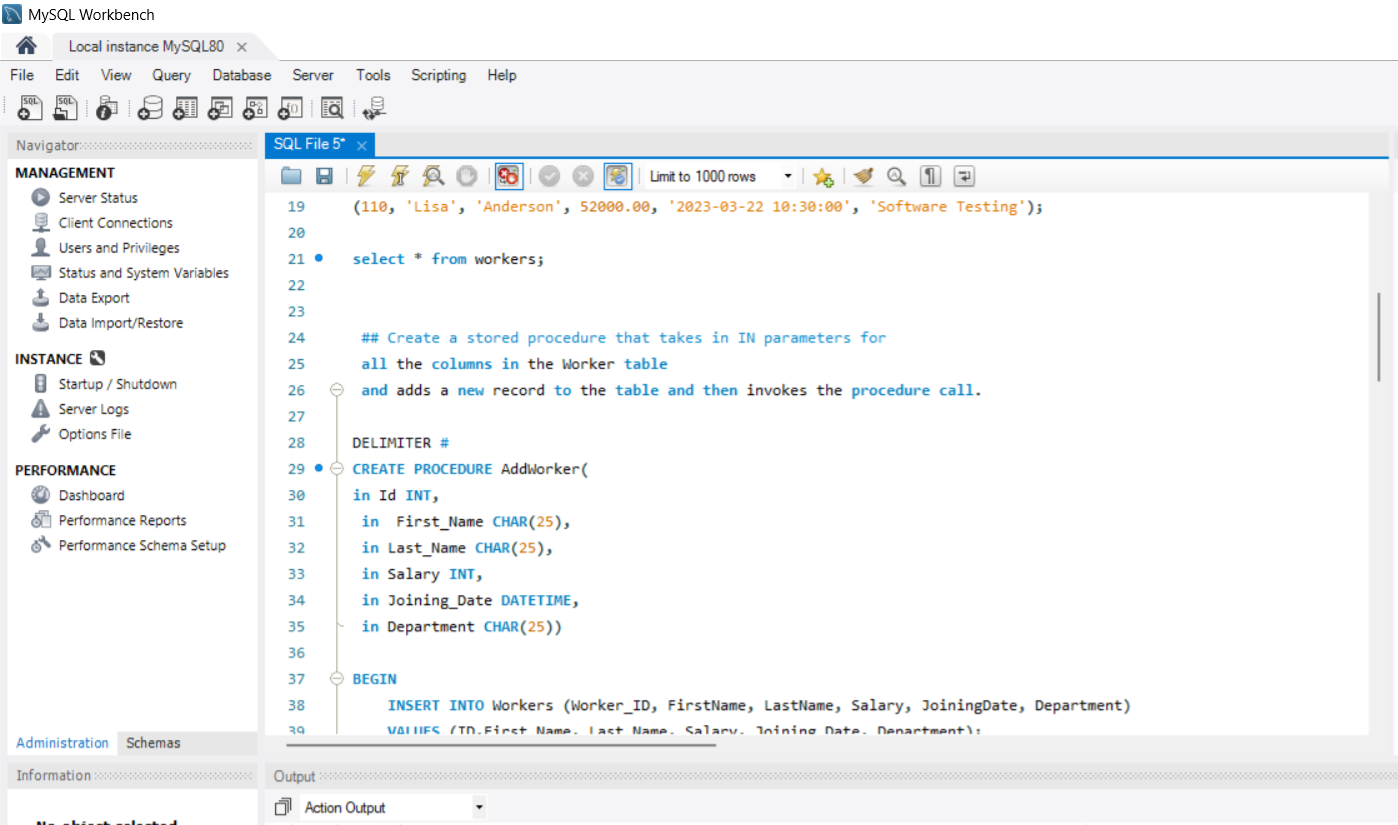 MySQL Workbench
Local instance MySQL80
File Edit View Query Database Server Tools Scripting Help
Navigator
MANAGEMENT
Server Status
Client Connections
Users and Privileges
Status and System Variables
Data Export
Data Import/Restore
INSTANCE
Startup / Shutdown
Server Logs
Options File
PERFORMANCE
Dashboard
Performance Reports
Performance Schema Setup
Administration Schemas
Information
No object selected
SQL File 5*
Limit to 1000 rows
19 (110, 'Lisa', 'Anderson', 52000.00, '2023-03-22 10:30:00', 'Software Testing');
20
21 select * from workers;
22
23
24 ## Create a stored procedure that takes in IN parameters for
25 all the columns in the Worker table
26 and adds a new record to the table and then invokes the procedure call.
27
28 DELIMITER #
29 CREATE PROCEDURE AddWorker(
30 in Id INT,
31 in First_Name CHAR(25),
32 in Last_Name CHAR(25),
33 in Salary INT,
34 in Joining_Date DATETIME,
35 in Department CHAR(25))
36
37 BEGIN
38 INSERT INTO Workers (Worker_ID, FirstName, LastName, Salary, JoiningDate, Department)
39 VALUES (ID,First_Name, Last_Name, Salary, Joining_Date, Department);
Output
Action Output